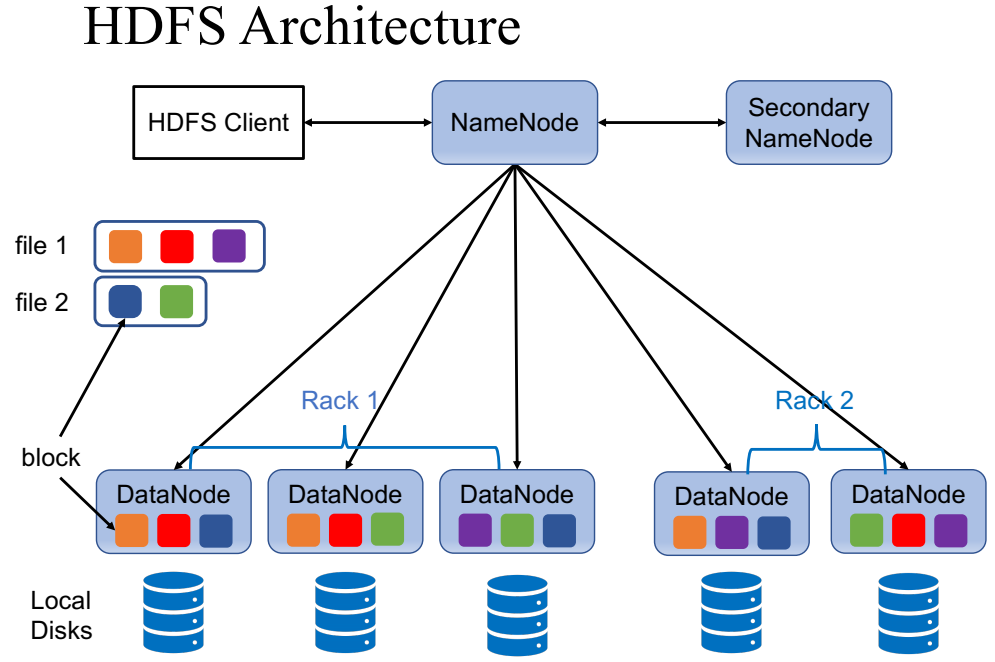 HDFS Architecture
HDFS Client
NameNode
Secondary
NameNode
file 1
file 2
Rack 1
Rack 2
block
DataNode
DataNode
DataNode
DataNode
DataNode
Local
Disks